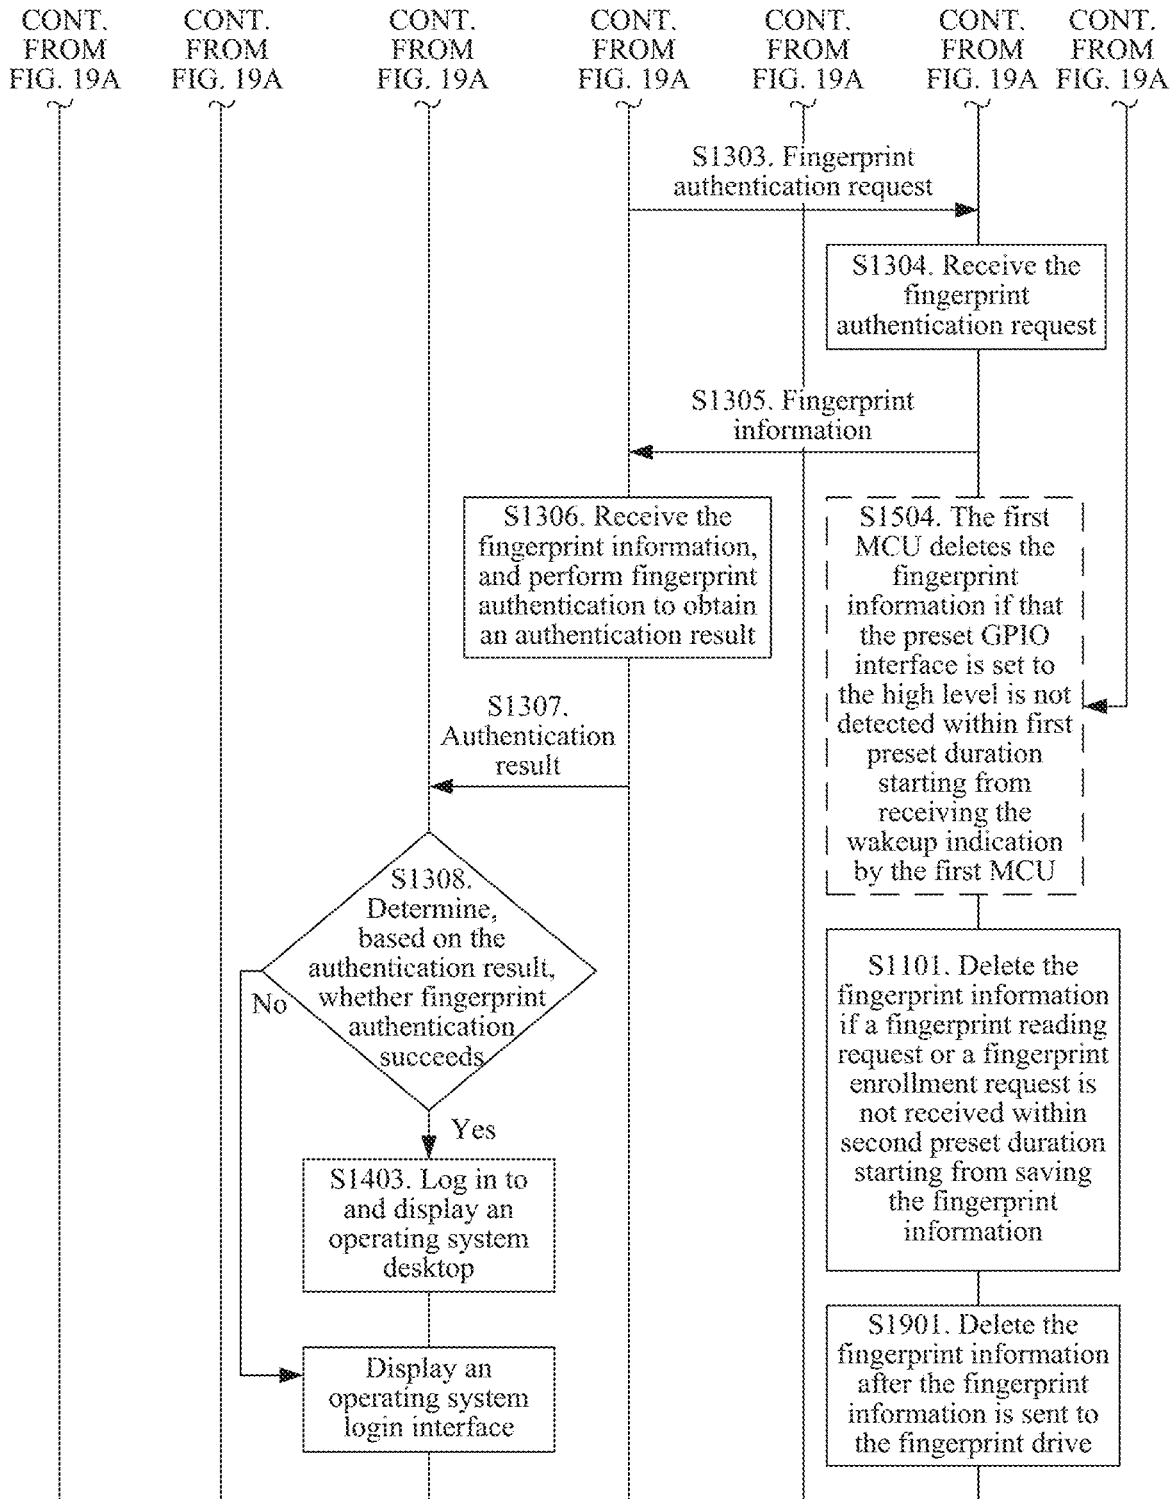 CONT.
FROM
FIG. 19A
CONT.
FROM
FIG. 19A
CONT.
FROM
FIG. 19A
CONT.
FROM
FIG. 19A
CONT.
FROM
FIG. 19A
CONT.
FROM
FIG. 19A
CONT.
FROM
FIG. 19A
S1303. Fingerprint
authentication request
S1304. Receive the
fingerprint
authentication request
S1305. Fingerprint
information
S1306. Receive the
fingerprint information,
and perform fingerprint
authentication to obtain
an authentication result
S1504. The first
MCU deletes the
fingerprint
information if that
the preset GPIO
interface is set to
the high level is not
detected within first
preset duration
starting from
receiving the
wakeup indication
by the first MCU
S1307.
Authentication
result
S1308.
Determine,
based on the
authentication result,
whether fingerprint
authentication
succeeds
No
Yes
S1101. Delete the
fingerprint information
if a fingerprint reading
request or a fingerprint
enrollment request is
not received within
second preset duration
starting from saving
the fingerprint
information
S1403. Log in to
and display an
operating system
desktop
Display an
operating system
login interface
S1901. Delete the
fingerprint information
after the fingerprint
information is sent to
the fingerprint drive